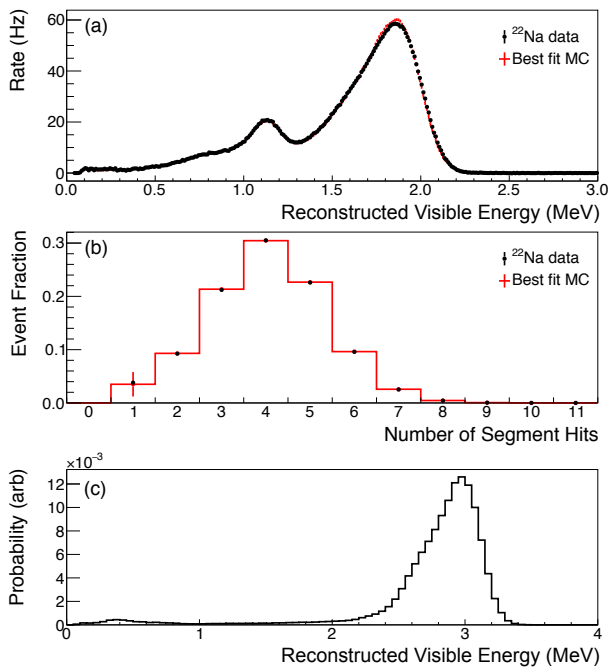 Rate (Hz)
60
40
20
0
(a)
²²Na data
Best fit MC
0.0 0.5 1.0 1.5 2.0 2.5 3.0
Reconstructed Visible Energy (MeV)
Event Fraction
0.3
0.2
0.1
0.0
(b)
²²Na data
Best fit MC
0 1 2 3 4 5 6 7 8 9 10 11
Number of Segment Hits
Probability (arb)
×10⁻³
12
10
8
6
4
2
0
(c)
0 1 2 3 4
Reconstructed Visible Energy (MeV)